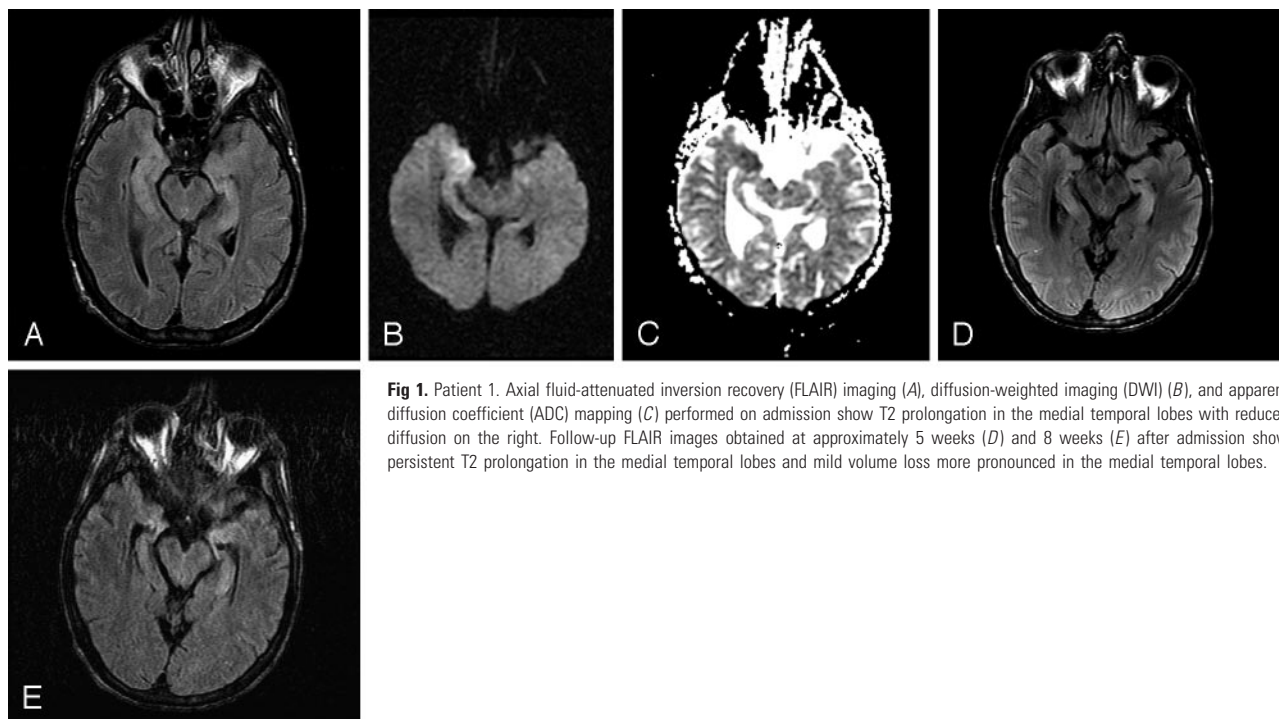 A
B
C
D
Fig 1. Patient 1. Axial fluid-attenuated inversion recovery (FLAIR) imaging (A), diffusion-weighted imaging (DWI) (B), and apparen
diffusion coefficient (ADC) mapping (C) performed on admission show T2 prolongation in the medial temporal lobes with reduce
diffusion on the right. Follow-up FLAIR images obtained at approximately 5 weeks (D) and 8 weeks (E) after admission shov
persistent T2 prolongation in the medial temporal lobes and mild volume loss more pronounced in the medial temporal lobes.
E